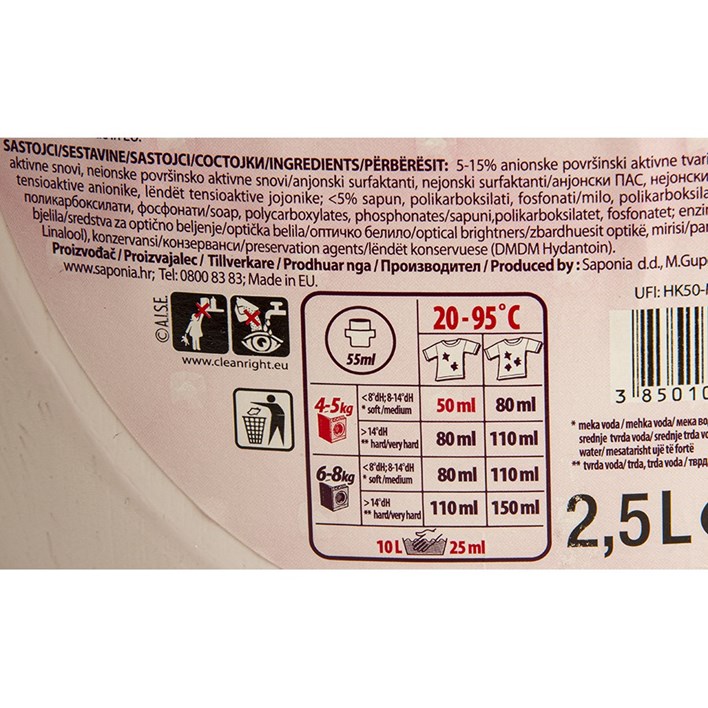 EU.
SASTOJCI/SESTAVINE/SASTOJCI/СОСТОЈКИ/INGREDIENTS/PËRBËRËSIT: 5-15% anionske površinski aktivne tvari
aktivne snovi, neionske površinsko aktivne snovi/anjonski surfaktanti, nejonski surfaktanti/анјонски ПАС, нејонски
tensioaktive anionike, lëndët tensioaktive jojonike; <5% sapun, polikarboksilati, fosfonati/milo, polikarboksila
поликарбоксилати, фосфонати/soap, polycarboxylates, phosphonates/sapuni,polikarboksilatet, fosfonatet; enzi
bjelila/sredstva za optično beljenje/optička belila/оптичко белило/optical brightners/zbardhuesit optikë, mirisi/par
Linalool), konzervansi/конзерванси/preservation agents/lëndët konservuese (DMDM Hydantoin).
Proizvođač / Proizvajalec / Tillverkare / Prodhuar nga / Производител / Produced by : Saponia d.d., M.Gup
www.saponia.hr; Tel: 0800 83 83; Made in EU.
UFI: HK50-
©A.I.S.E.
www.cleanright.eu
55ml
20-95°C
4-5kg
<8°dH; 8-14°dH
* soft/medium
50 ml 80 ml
>14°dH
** hard/very hard
80 ml 110 ml
6-8kg
<8°dH; 8-14°dH
* soft/medium
80 ml 110 ml
>14°dH
** hard/very hard
110 ml 150 ml
10 L 25 ml
3 85010
* meka voda/mehka voda/мека во
srednje tvrda voda/srednje trda vo
water/mesatarisht ujë të fortë
** tvrda voda/trda, trda voda/тврд
2,5L